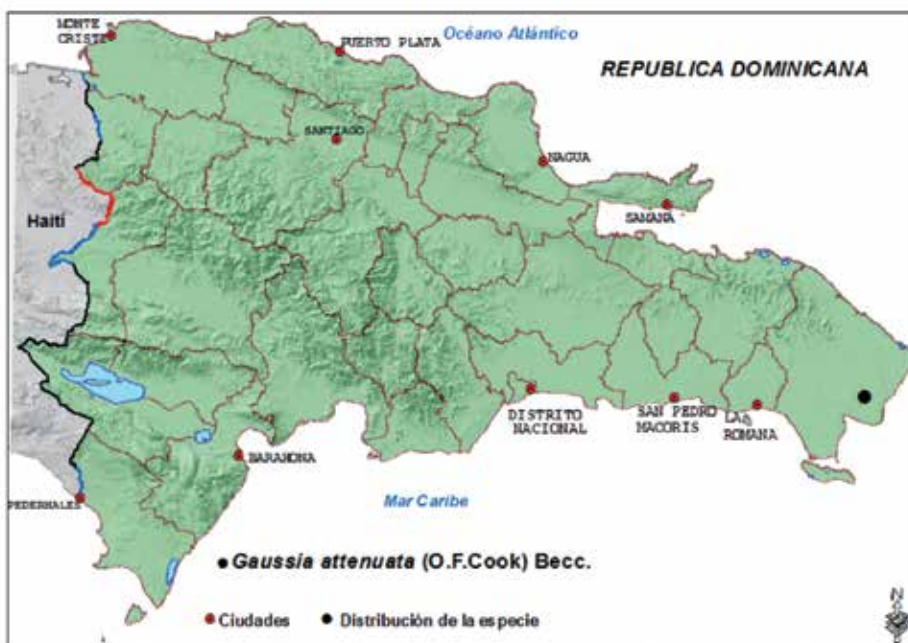 MONTE
CRISTE
PUERTO PLATA
Océano Atlántico
REPUBLICA DOMINICANA
SANTIAGO
NAGUA
SAMANA
Haití
DISTRITO
NACIONAL
SAN PEDRO
MACORIS
LA
ROMANA
BARAHONA
PEDERNALES
Mar Caribe
Gaussia attenuata (O.F.Cook) Becc.
Ciudades
Distribución de la especie